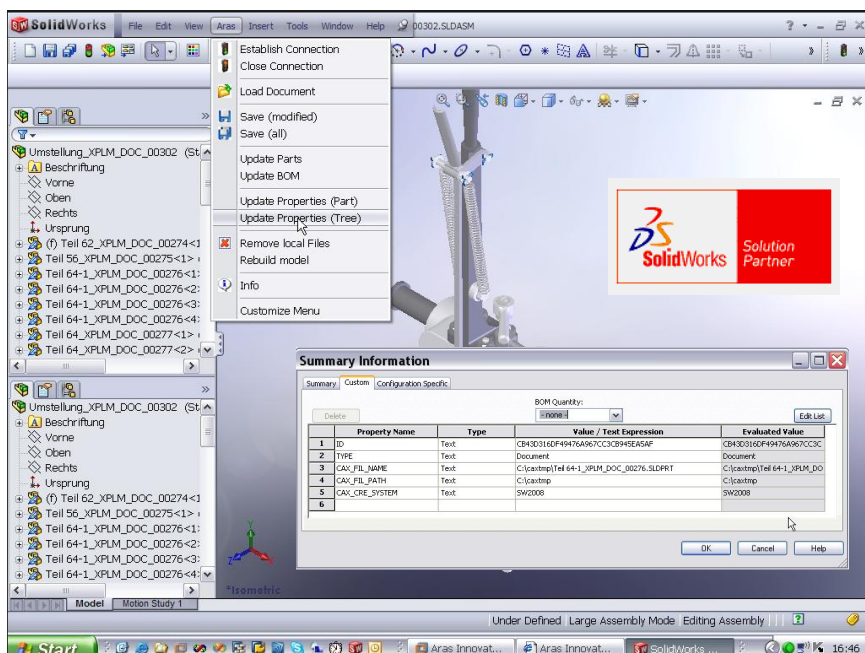 SolidWorks File Edit View Aras Insert Tools Window Help 00302.SLDASM
Establish Connection
Close Connection
Load Document
Save (modified)
Save (all)
Update Parts
Update BOM
Update Properties (Part)
Update Properties (Tree)
Remove local Files
Rebuild model
Info
Customize Menu
Umstellung_XPLM_DOC_00302 (St
Beschriftung
Vorne
Oben
Rechts
Ursprung
(f) Teil 62_XPLM_DOC_00274<1
Teil 56_XPLM_DOC_00275<1>
Teil 64-1_XPLM_DOC_00276<1>
Teil 64-1_XPLM_DOC_00276<2>
Teil 64-1_XPLM_DOC_00276<3>
Teil 64-1_XPLM_DOC_00276<4>
Teil 64_XPLM_DOC_00277<1>
Teil 64_XPLM_DOC_00277<2>
Umstellung_XPLM_DOC_00302 (St
Beschriftung
Vorne
Oben
Rechts
Ursprung
(f) Teil 62_XPLM_DOC_00274<1
Teil 56_XPLM_DOC_00275<1>
Teil 64-1_XPLM_DOC_00276<1>
Teil 64-1_XPLM_DOC_00276<2>
Teil 64-1_XPLM_DOC_00276<3>
Teil 64-1_XPLM_DOC_00276<4>
SolidWorks
Solution
Partner
Summary Information
Summary Custom Configuration Specific
BOM Quantity:
Delete - none - Edit List
Property Name Type Value / Text Expression Evaluated Value
1 ID Text CB43D316DF49476A967CC3CB945EA5AF CB43D316DF49476A967CC3C
2 TYPE Text Document Document
3 CAX_FIL_NAME Text C:\caxtmp\Teil 64-1_XPLM_DOC_00276.SLDPRT C:\caxtmp\Teil 64-1_XPLM_DO
4 CAX_FIL_PATH Text C:\caxtmp C:\caxtmp
5 CAX_CRE_SYSTEM Text SW2008 SW2008
6
OK Cancel Help
Z
*Isometric
Model Motion Study 1
Under Defined Large Assembly Mode Editing Assembly
Start Aras Innovat... Aras Innovat... SolidWorks ... 16:46